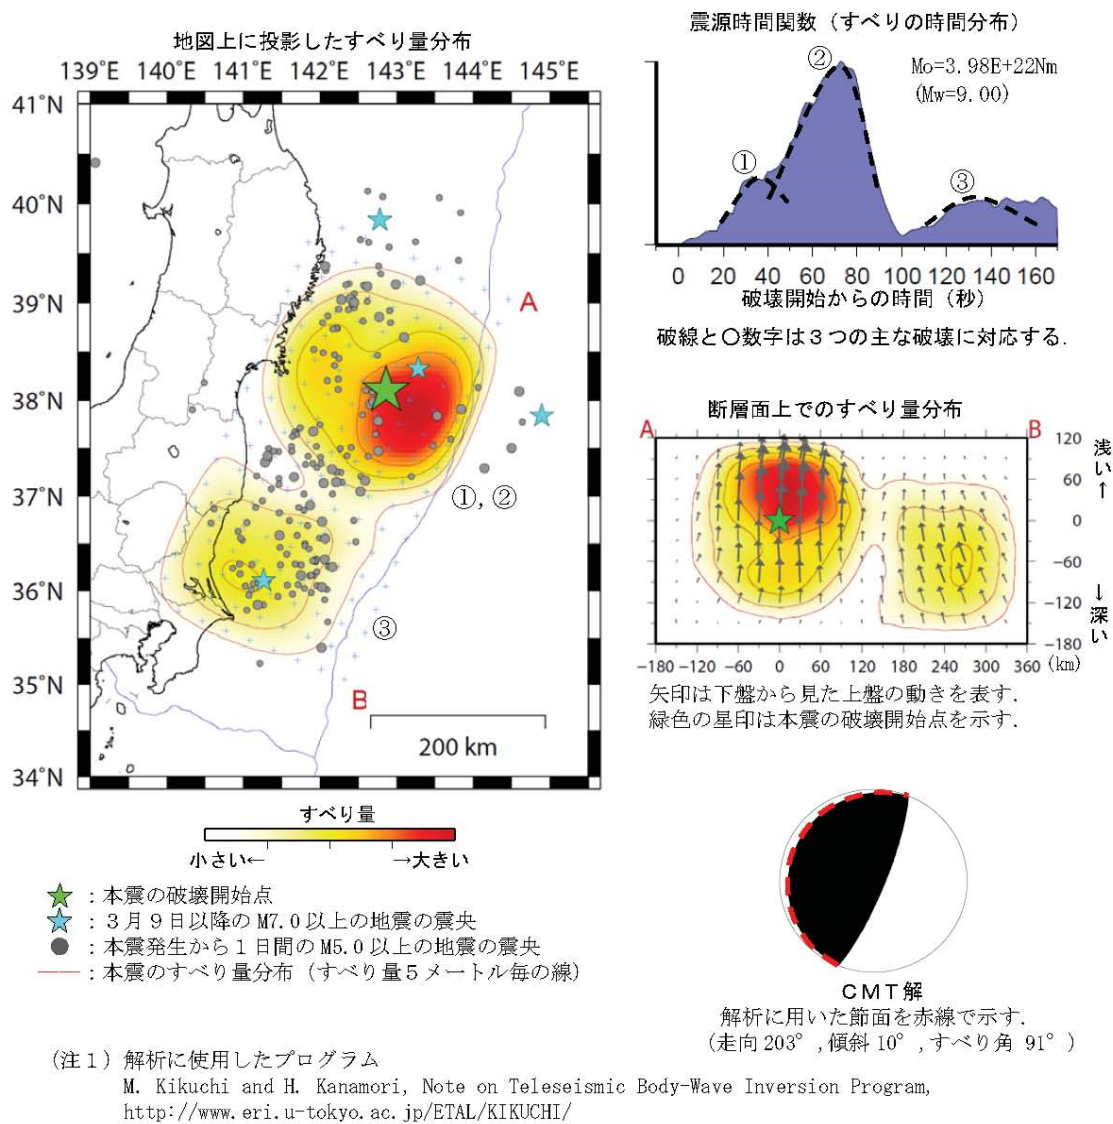 地図上に投影したすべり量分布
139°E 140°E 141°E 142°E 143°E 144°E 145°E
41°N
40°N
39°N
38°N
37°N
36°N
35°N
34°N
A
①, ②
③
B
200 km
すべり量
小さい←
→大きい
：本震の破壊開始点
：３月９日以降の M7.0 以上の地震の震央
：本震発生から１日間の M5.0 以上の地震の震央
：本震のすべり量分布（すべり量５メートル毎の線）
震源時間関数（すべりの時間分布）
①
②
③
Mo=3.98E+22Nm
(Mw=9.00)
0 20 40 60 80 100 120 140 160
破壊開始からの時間（秒）
破線と〇数字は３つの主な破壊に対応する.
断層面上でのすべり量分布
A
B
120
60
0
−60
−120
−180
浅い↑
↓深い
−180 −120 −60 0 60 120 180 240 300 360 (km)
矢印は下盤から見た上盤の動きを表す.
緑色の星印は本震の破壊開始点を示す.
ＣＭＴ解
解析に用いた節面を赤線で示す.
(走向 203° , 傾斜 10° , すべり角 91° )
（注１）解析に使用したプログラム
M. Kikuchi and H. Kanamori, Note on Teleseismic Body-Wave Inversion Program,
http://www.eri.u-tokyo.ac.jp/ETAL/KIKUCHI/